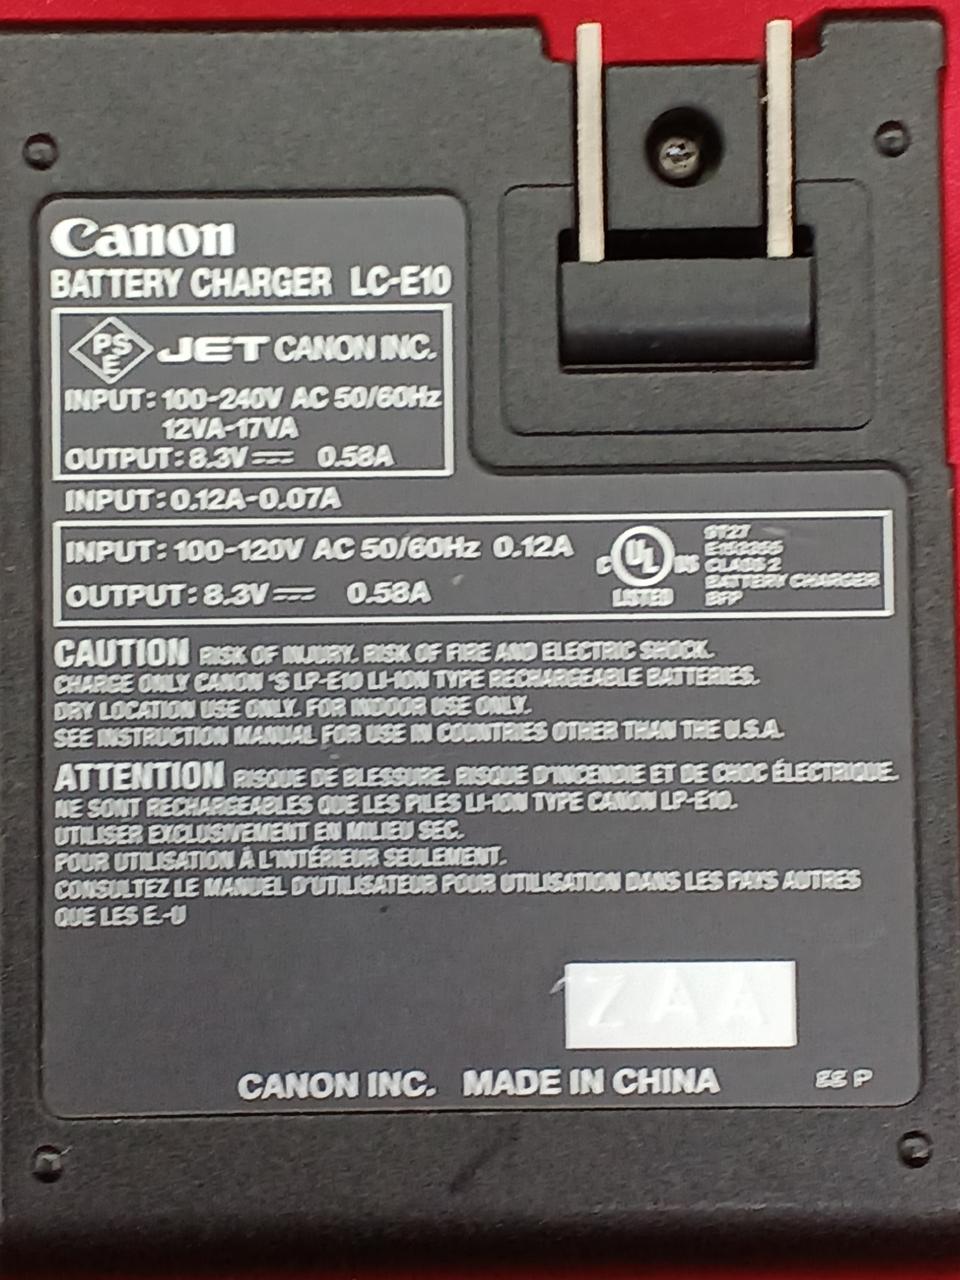 Canon
BATTERY CHARGER LC-E10
PS
E
JET CANON INC.
INPUT: 100-240V AC 50/60Hz
12VA-17VA
OUTPUT: 8.3V⎓ 0.58A
INPUT: 0.12A-0.07A
INPUT: 100-120V AC 50/60Hz 0.12A
OUTPUT: 8.3V⎓ 0.58A
C UL US
LISTED
9T27
CLASS 2
BATTERY CHARGER
CAUTION RISK OF INJURY. RISK OF FIRE AND ELECTRIC SHOCK.
CHARGE ONLY CANON 'S LP-E10 LI-ION TYPE RECHARGEABLE BATTERIES.
DRY LOCATION USE ONLY. FOR INDOOR USE ONLY.
SEE INSTRUCTION MANUAL FOR USE IN COUNTRIES OTHER THAN THE U.S.A.
ATTENTION RISQUE DE BLESSURE. RISQUE D'INCENDIE ET DE CHOC ÉLECTRIQUE.
NE SONT RECHARGEABLES QUE LES PILES LI-ION TYPE CANON LP-E10.
UTILISER EXCLUSIVEMENT EN MILIEU SEC.
POUR UTILISATION À L'INTÉRIEUR SEULEMENT.
CONSULTEZ LE MANUEL D'UTILISATEUR POUR UTILISATION DANS LES PAYS AUTRES
QUE LES E.-U
ZAA
CANON INC. MADE IN CHINA
P